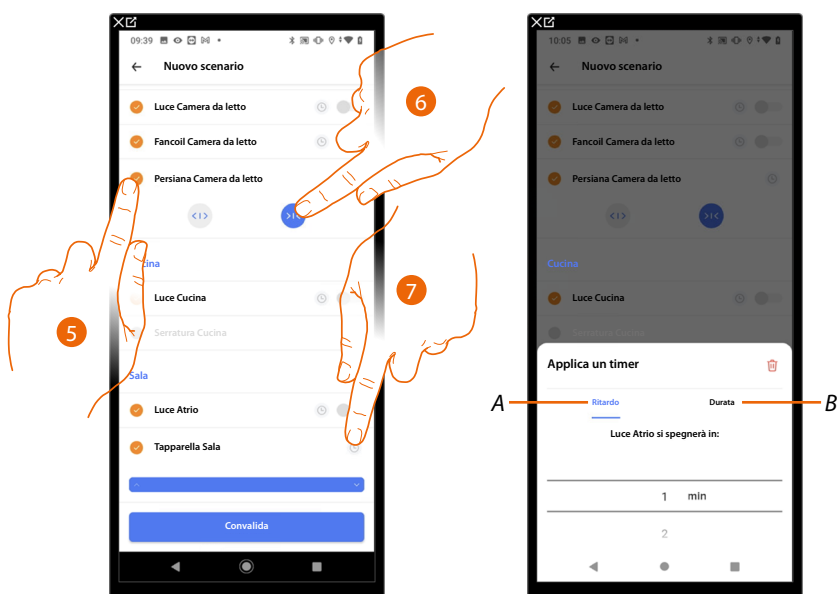 09:39
Nuovo scenario
Luce Camera da letto
Fancoil Camera da letto
Persiana Camera da letto
6
5
7
ina
Luce Cucina
Serratura Cucina
Sala
Luce Atrio
Tapparella Sala
Convalida
10:05
Nuovo scenario
Luce Camera da letto
Fancoil Camera da letto
Persiana Camera da letto
Cucina
Luce Cucina
Serratura Cucina
Applica un timer
A
Ritardo
Durata
B
Luce Atrio si spegnerà in:
1 min
2